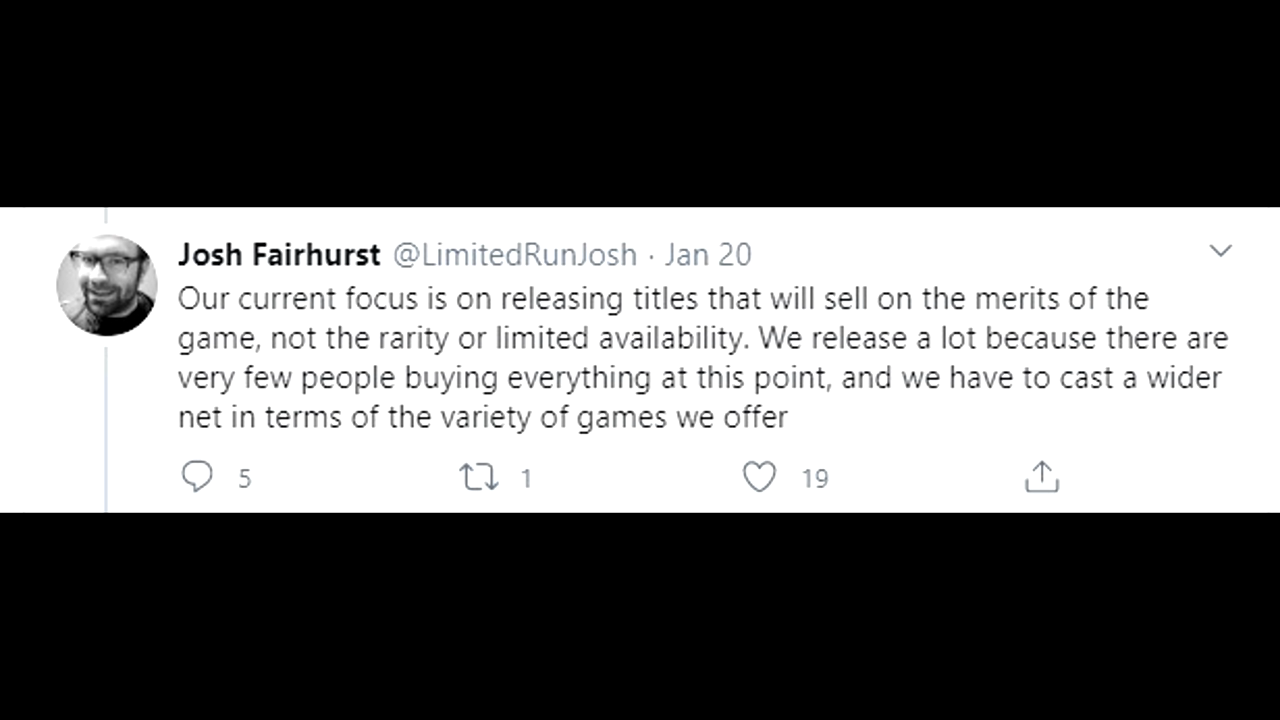 Josh Fairhurst @LimitedRunJosh · Jan 20
Our current focus is on releasing titles that will sell on the merits of the
game, not the rarity or limited availability. We release a lot because there are
very few people buying everything at this point, and we have to cast a wider
net in terms of the variety of games we offer
5 1 19